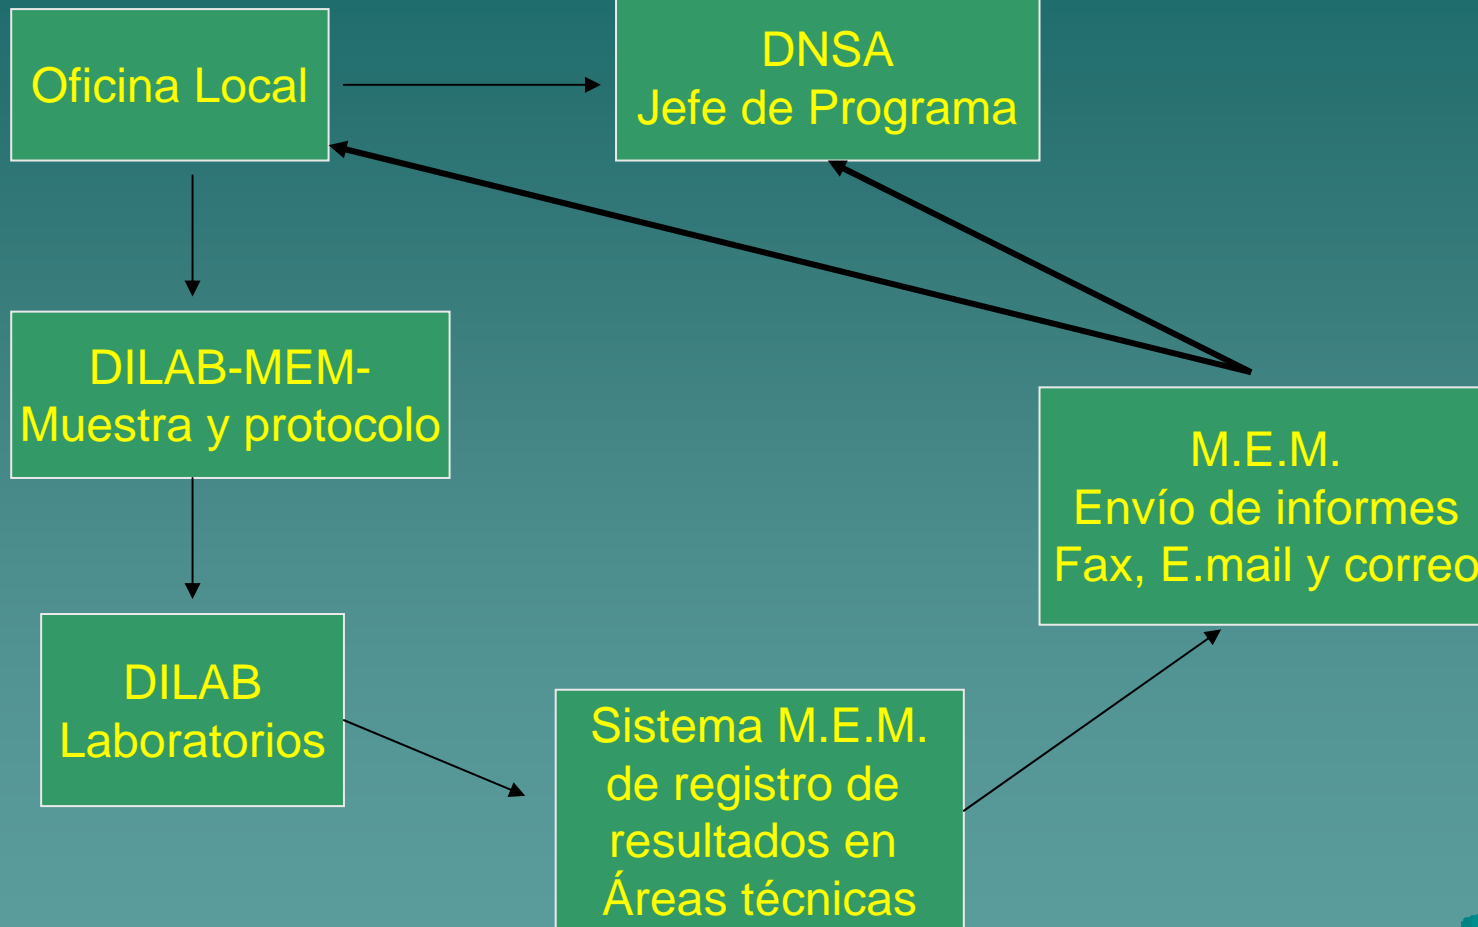 Oficina Local
DNSA
Jefe de Programa
DILAB-MEM-
Muestra y protocolo
M.E.M.
Envío de informes
Fax, E.mail y correo
DILAB
Laboratorios
Sistema M.E.M.
de registro de
resultados en
Áreas técnicas